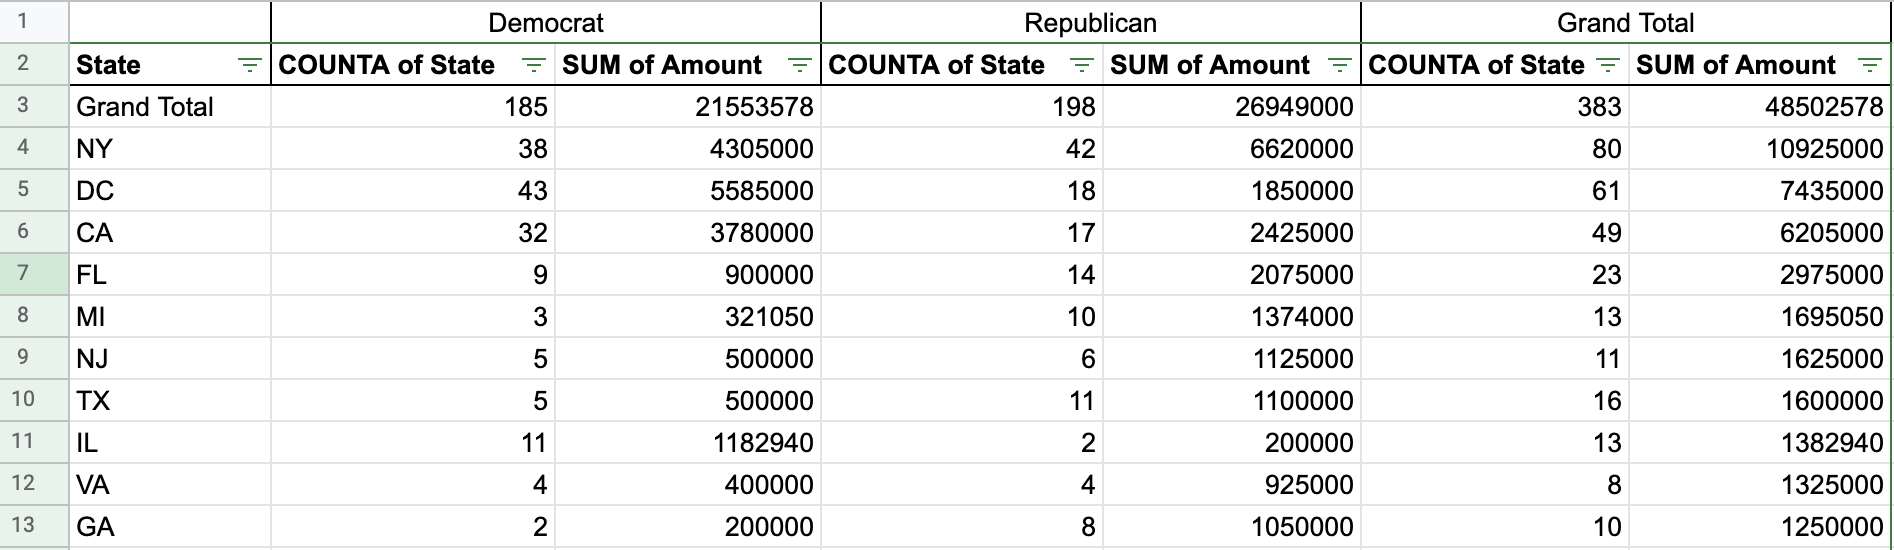 1 Democrat Republican Grand Total
2 State COUNTA of State SUM of Amount COUNTA of State SUM of Amount COUNTA of State SUM of Amount
3 Grand Total 185 21553578 198 26949000 383 48502578
4 NY 38 4305000 42 6620000 80 10925000
5 DC 43 5585000 18 1850000 61 7435000
6 CA 32 3780000 17 2425000 49 6205000
7 FL 9 900000 14 2075000 23 2975000
8 MI 3 321050 10 1374000 13 1695050
9 NJ 5 500000 6 1125000 11 1625000
10 TX 5 500000 11 1100000 16 1600000
11 IL 11 1182940 2 200000 13 1382940
12 VA 4 400000 4 925000 8 1325000
13 GA 2 200000 8 1050000 10 1250000